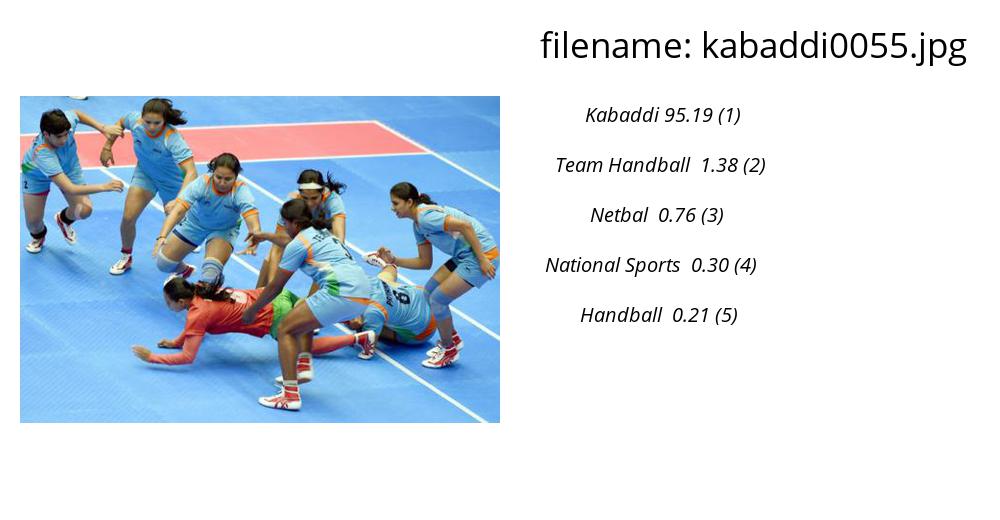 filename: kabaddi0055.jpg
Kabaddi 95.19 (1)
Team Handball 1.38 (2)
Netbal 0.76 (3)
National Sports 0.30 (4)
Handball 0.21 (5)